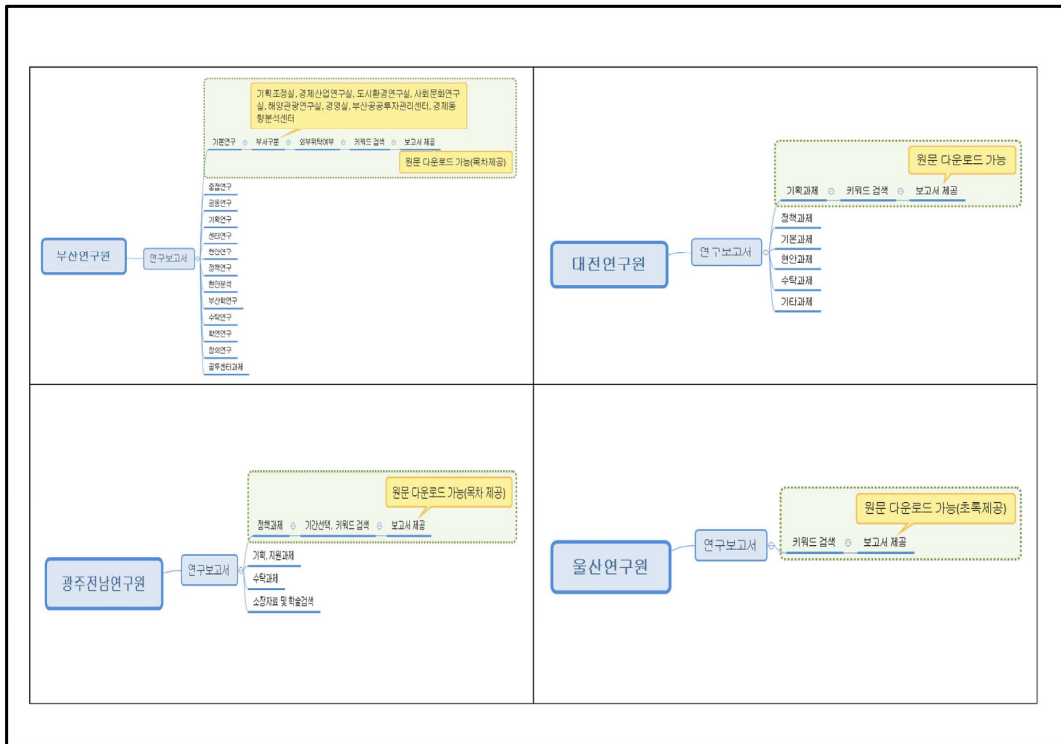 기획조정실, 경제산업연구실, 도시환경연구실, 사회문화연구
실, 해양관광연구실, 경영실, 부산공공투자관리센터, 경제동
향분석센터
기본연구 부서구분 외부위탁여부 키워드 검색 보고서 제공
원문 다운로드 가능(목차제공)
중점연구
공동연구
기획연구
센터연구
현안연구
정책연구
현안분석
부산학연구
수탁연구
학연연구
창의연구
공투센터과제
부산연구원
연구보고서
원문 다운로드 가능
기획과제 키워드 검색 보고서 제공
정책과제
기본과제
현안과제
수탁과제
기타과제
대전연구원
연구보고서
원문 다운로드 가능(목차 제공)
정책과제 기간선택, 키워드 검색 보고서 제공
기획, 지원과제
수탁과제
소장자료 및 학술검색
광주전남연구원
연구보고서
원문 다운로드 가능(초록제공)
키워드 검색 보고서 제공
울산연구원
연구보고서